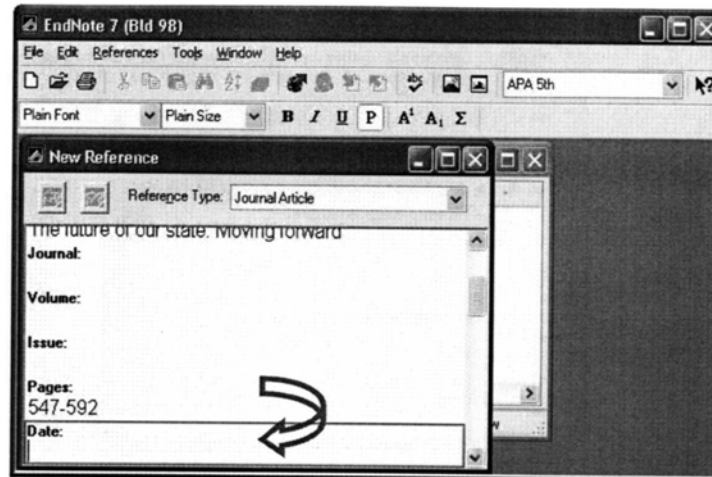 EndNote 7 (Bld 98)
File Edit References Tools Window Help
APA 5th
Plain Font Plain Size B I U P A¹ A₁ Σ
New Reference
Reference Type: Journal Article
The future of our state: Moving forward
Journal:
Volume:
Issue:
Pages:
547-592
Date: